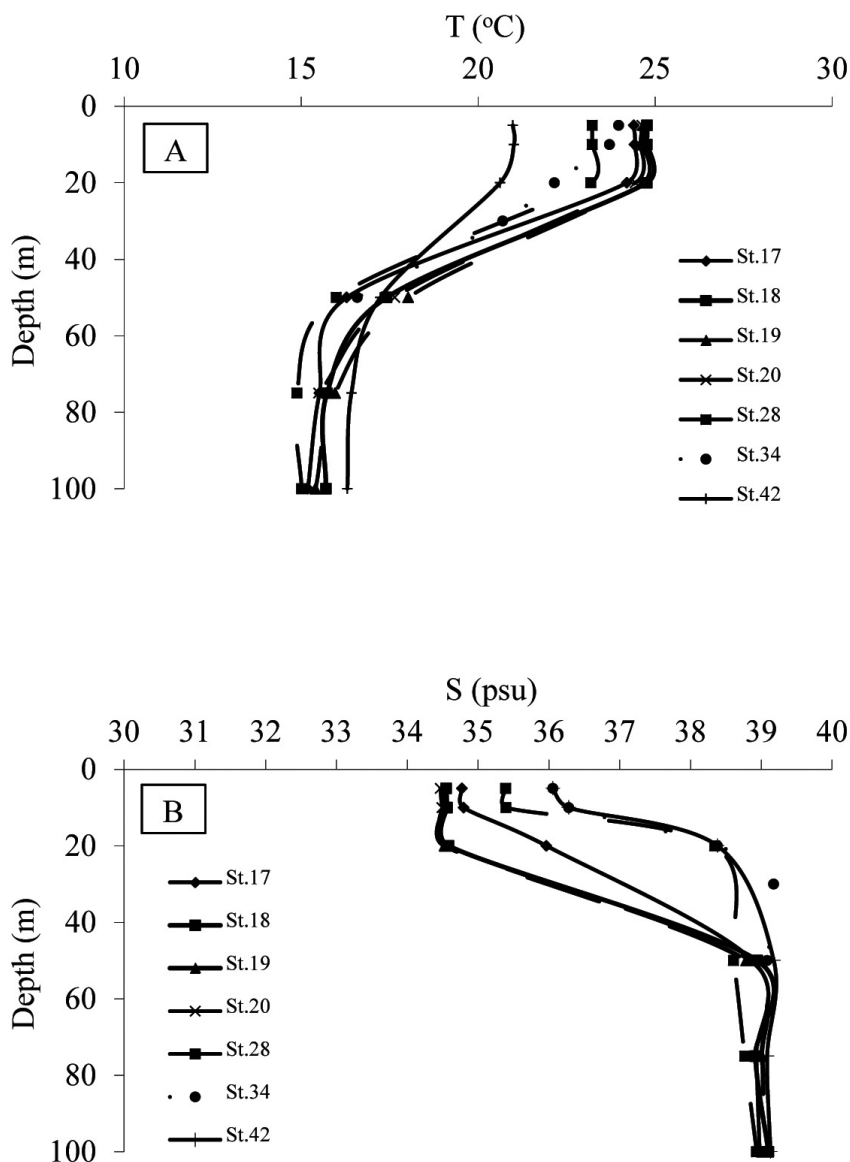 T (°C)
10 15 20 25 30
0
20
40
60
80
100
Depth (m)
A
St.17
St.18
St.19
St.20
St.28
St.34
St.42
S (psu)
30 31 32 33 34 35 36 37 38 39 40
0
20
40
60
80
100
Depth (m)
B
St.17
St.18
St.19
St.20
St.28
St.34
St.42